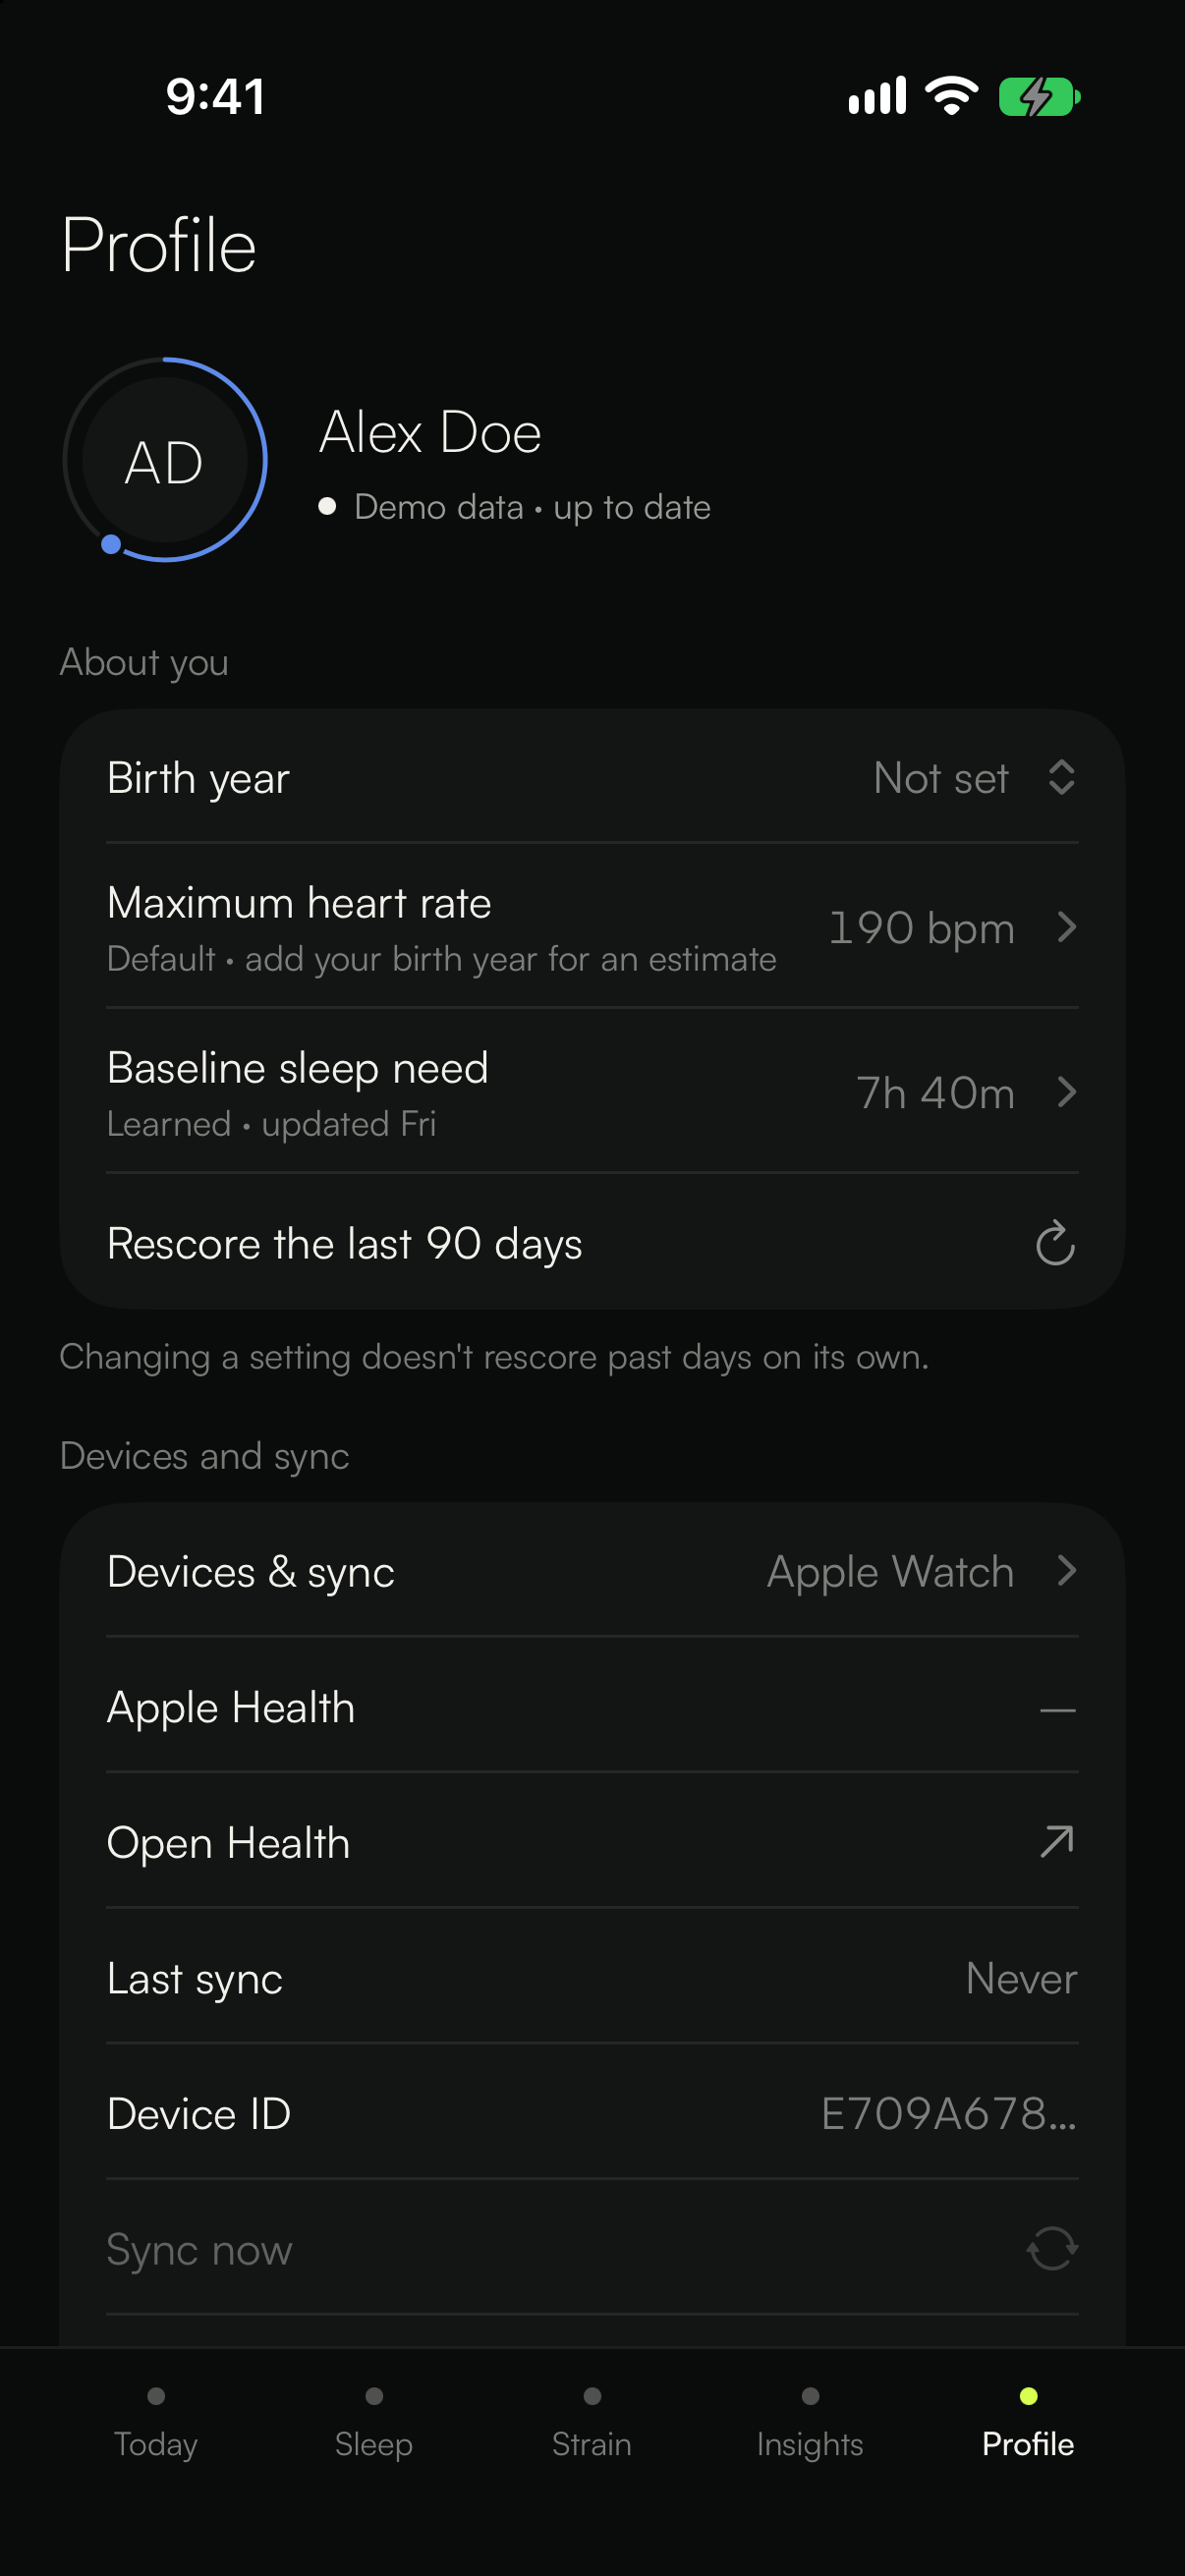 9:41
Profile
AD
Alex Doe
Demo data · up to date
About you
Birth year
Not set
Maximum heart rate
Default · add your birth year for an estimate
190 bpm
Baseline sleep need
Learned · updated Fri
7h 40m
Rescore the last 90 days
Changing a setting doesn't rescore past days on its own.
Devices and sync
Devices & sync
Apple Watch
Apple Health
—
Open Health
Last sync
Never
Device ID
E709A678...
Sync now
Today
Sleep
Strain
Insights
Profile